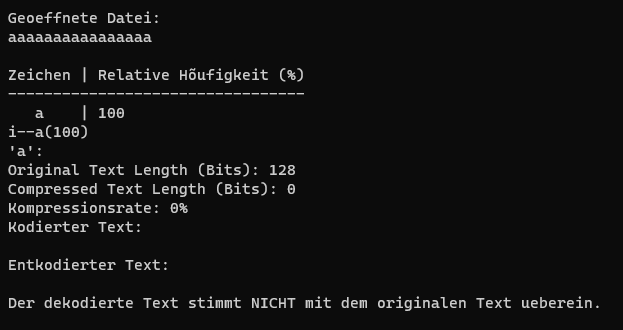 Geoeffnete Datei:
aaaaaaaaaaaaaaaa
Zeichen | Relative Hõufigkeit (%)
---------------------------------
a | 100
i--a(100)
'a':
Original Text Length (Bits): 128
Compressed Text Length (Bits): 0
Kompressionsrate: 0%
Kodierter Text:
Entkodierter Text:
Der dekodierte Text stimmt NICHT mit dem originalen Text ueberein.